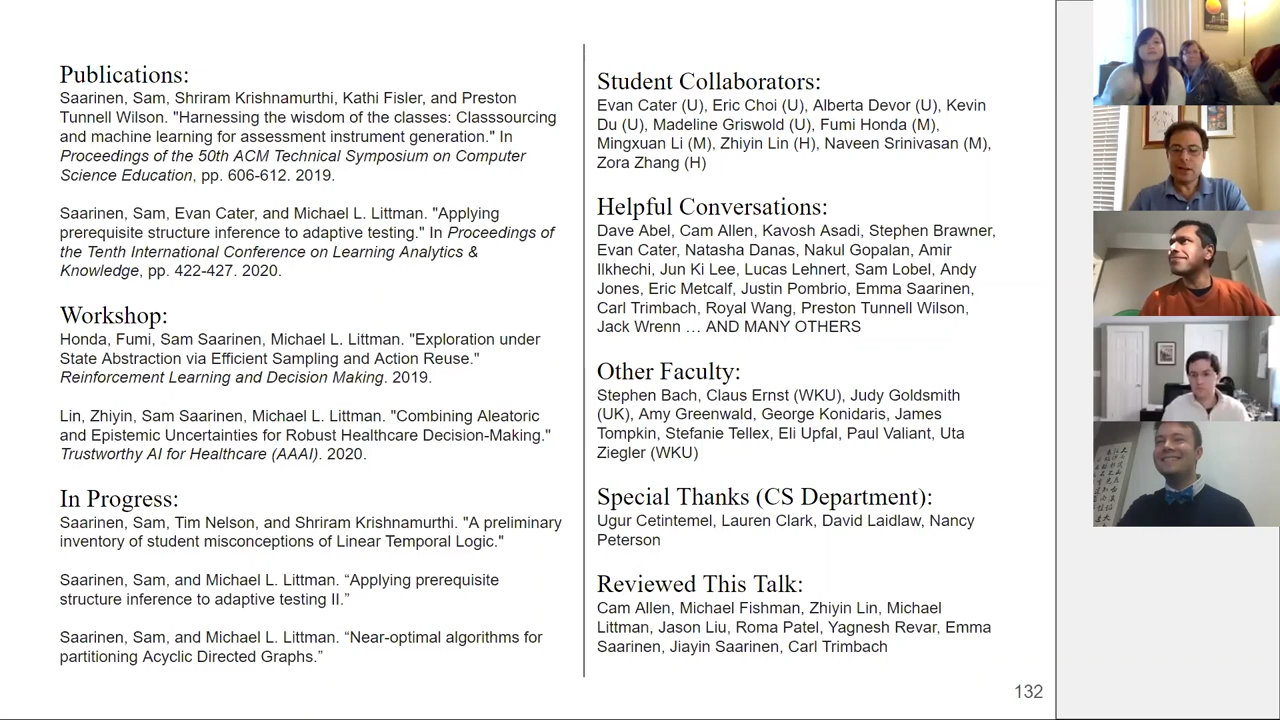 Publications:
Saarinen, Sam, Shriram Krishnamurthi, Kathi Fisler, and Preston
Tunnell Wilson. "Harnessing the wisdom of the classes: Classsourcing
and machine learning for assessment instrument generation." In
Proceedings of the 50th ACM Technical Symposium on Computer
Science Education, pp. 606-612. 2019.
Saarinen, Sam, Evan Cater, and Michael L. Littman. "Applying
prerequisite structure inference to adaptive testing." In Proceedings of
the Tenth International Conference on Learning Analytics &
Knowledge, pp. 422-427. 2020.
Workshop:
Honda, Fumi, Sam Saarinen, Michael L. Littman. "Exploration under
State Abstraction via Efficient Sampling and Action Reuse."
Reinforcement Learning and Decision Making. 2019.
Lin, Zhiyin, Sam Saarinen, Michael L. Littman. "Combining Aleatoric
and Epistemic Uncertainties for Robust Healthcare Decision-Making."
Trustworthy AI for Healthcare (AAAI). 2020.
In Progress:
Saarinen, Sam, Tim Nelson, and Shriram Krishnamurthi. "A preliminary
inventory of student misconceptions of Linear Temporal Logic."
Saarinen, Sam, and Michael L. Littman. “Applying prerequisite
structure inference to adaptive testing II.”
Saarinen, Sam, and Michael L. Littman. “Near-optimal algorithms for
partitioning Acyclic Directed Graphs.”
Student Collaborators:
Evan Cater (U), Eric Choi (U), Alberta Devor (U), Kevin
Du (U), Madeline Griswold (U), Fumi Honda (M),
Mingxuan Li (M), Zhiyin Lin (H), Naveen Srinivasan (M),
Zora Zhang (H)
Helpful Conversations:
Dave Abel, Cam Allen, Kavosh Asadi, Stephen Brawner,
Evan Cater, Natasha Danas, Nakul Gopalan, Amir
Ilkhechi, Jun Ki Lee, Lucas Lehnert, Sam Lobel, Andy
Jones, Eric Metcalf, Justin Pombrio, Emma Saarinen,
Carl Trimbach, Royal Wang, Preston Tunnell Wilson,
Jack Wrenn … AND MANY OTHERS
Other Faculty:
Stephen Bach, Claus Ernst (WKU), Judy Goldsmith
(UK), Amy Greenwald, George Konidaris, James
Tompkin, Stefanie Tellex, Eli Upfal, Paul Valiant, Uta
Ziegler (WKU)
Special Thanks (CS Department):
Ugur Cetintemel, Lauren Clark, David Laidlaw, Nancy
Peterson
Reviewed This Talk:
Cam Allen, Michael Fishman, Zhiyin Lin, Michael
Littman, Jason Liu, Roma Patel, Yagnesh Revar, Emma
Saarinen, Jiayin Saarinen, Carl Trimbach
132